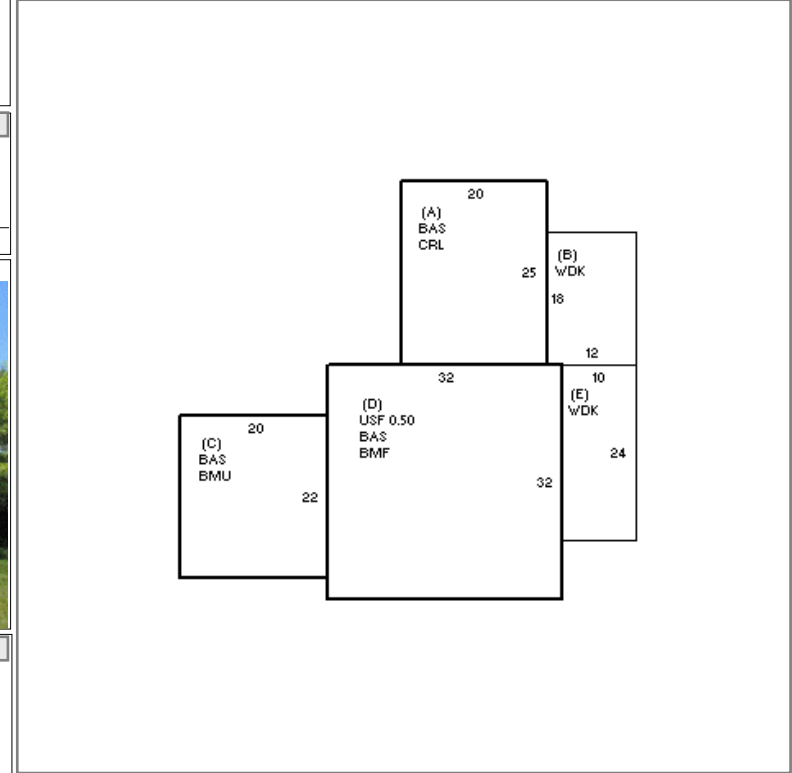 20
(A)
BAS
CRL
25
(B)
WDK
18
12
32
(D)
USF 0.50
BAS
BMF
32
10
(E)
WDK
24
20
(C)
BAS
BMU
22